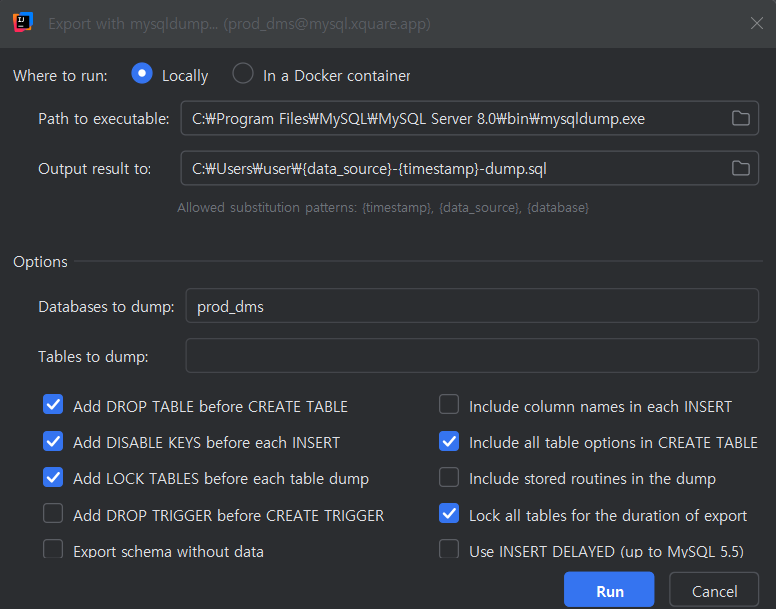 Export with mysqldump... (prod_dms@mysql.xquare.app)
Where to run: Locally In a Docker container
Path to executable: C:₩Program Files₩MySQL₩MySQL Server 8.0₩bin₩mysqldump.exe
Output result to: C:₩Users₩user₩{data_source}-{timestamp}-dump.sql
Allowed substitution patterns: {timestamp}, {data_source}, {database}
Options
Databases to dump: prod_dms
Tables to dump:
Add DROP TABLE before CREATE TABLE Include column names in each INSERT
Add DISABLE KEYS before each INSERT Include all table options in CREATE TABLE
Add LOCK TABLES before each table dump Include stored routines in the dump
Add DROP TRIGGER before CREATE TRIGGER Lock all tables for the duration of export
Export schema without data Use INSERT DELAYED (up to MySQL 5.5)
Run Cancel